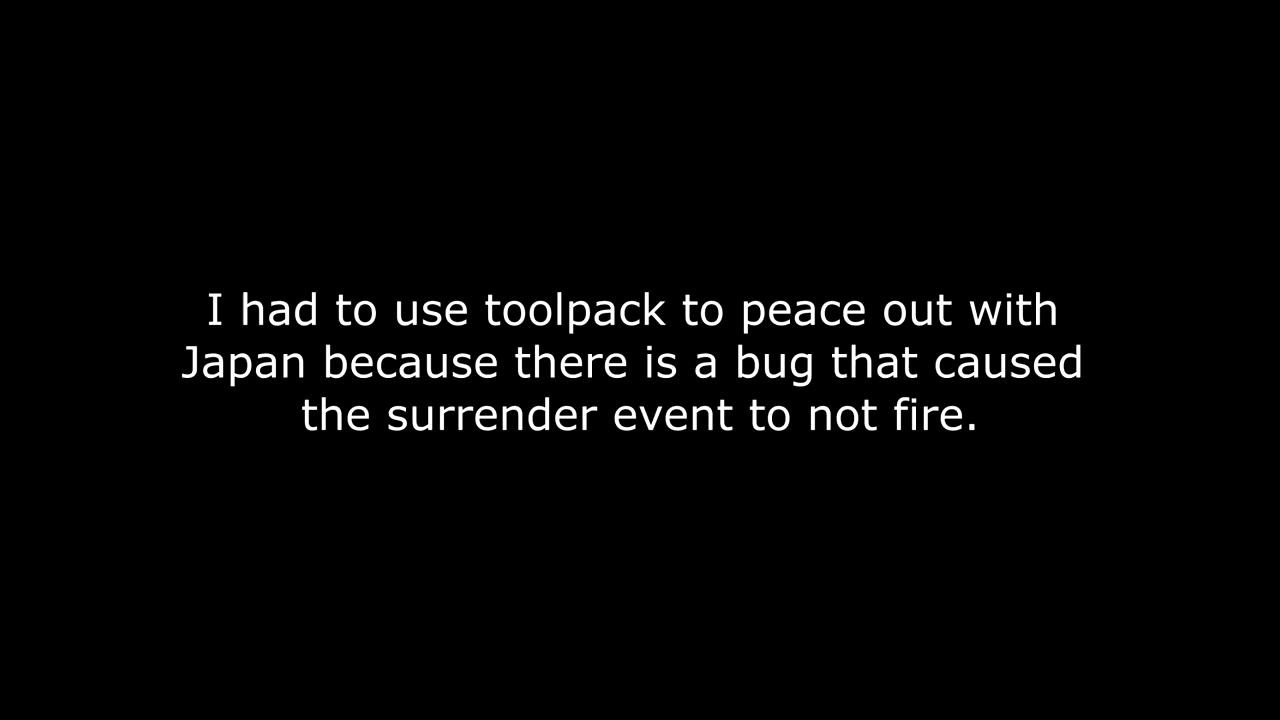 I had to use toolpack to peace out with
Japan because there is a bug that caused
the surrender event to not fire.